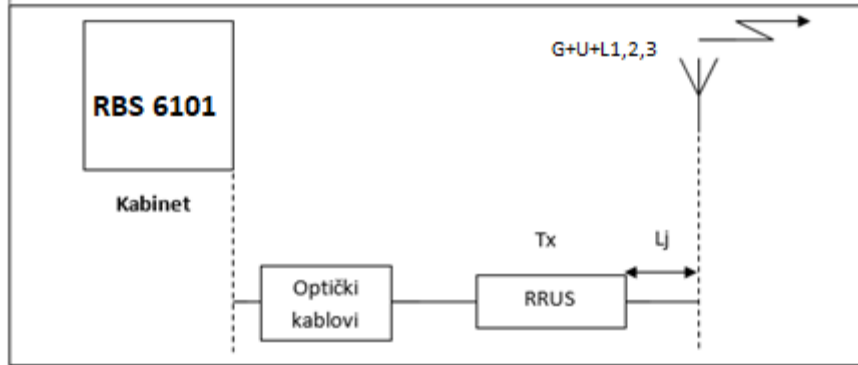 G+U+L1,2,3
RBS 6101
Kabinet
Tx
Lj
Optički
kablovi
RRUS